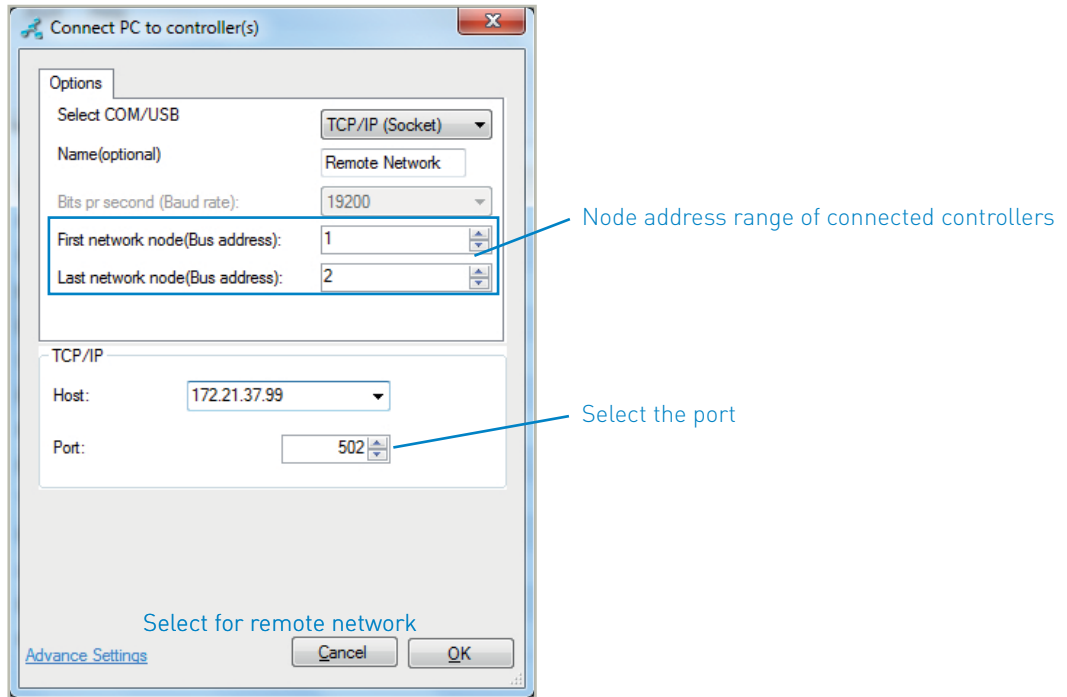 Connect PC to controller(s)
Options
Select COM/USB
TCP/IP (Socket)
Name(optional)
Remote Network
Bits pr second (Baud rate):
19200
First network node(Bus address):
1
Node address range of connected controllers
Last network node(Bus address):
2
TCP/IP
Host:
172.21.37.99
Select the port
Port:
502
Select for remote network
Advance Settings
Cancel
OK